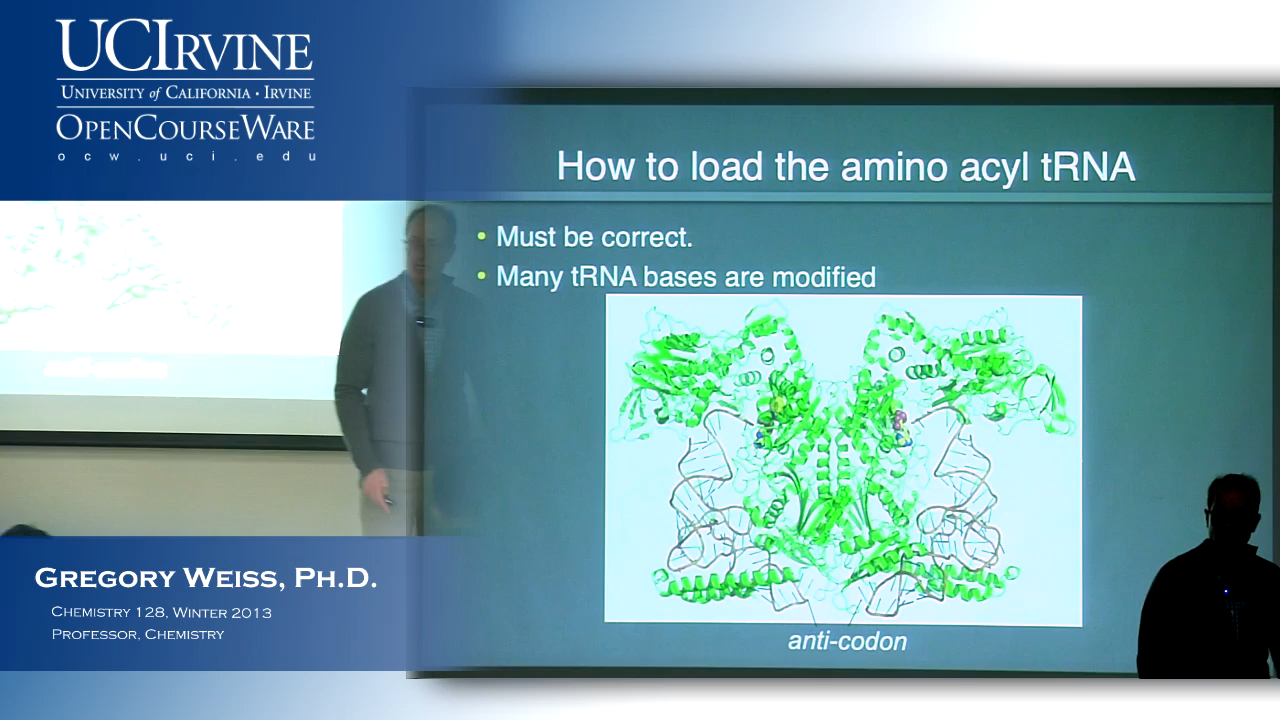 UCIRVINE
UNIVERSITY of CALIFORNIA · IRVINE
OPENCOURSEWARE
ocw.uci.edu
How to load the amino acyl tRNA
• Must be correct.
• Many tRNA bases are modified
anti-codon
GREGORY WEISS, PH.D.
CHEMISTRY 128, WINTER 2013
PROFESSOR, CHEMISTRY